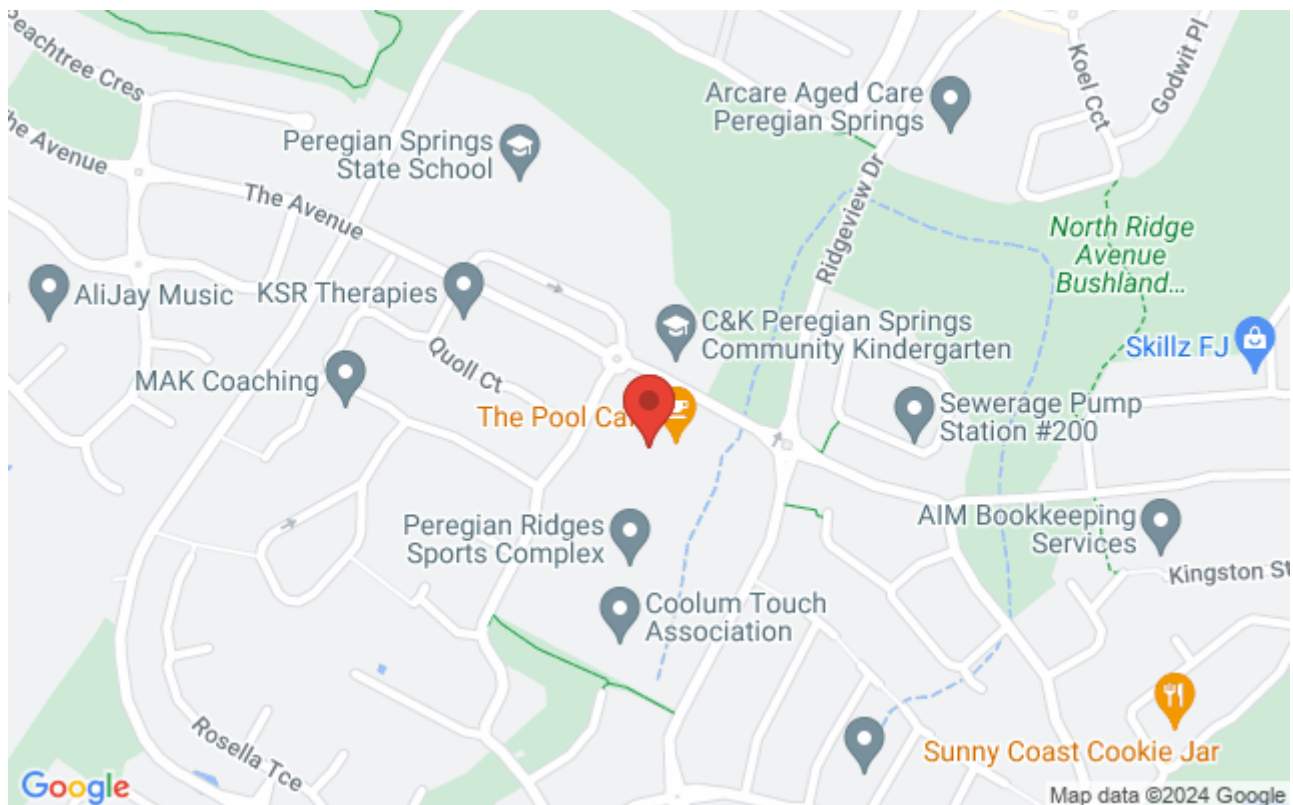 Peachtree Cres
The Avenue
The Avenue
Peregian Springs
State School
Arcare Aged Care
Peregian Springs
Koel Cct
Godwit Pl
Ridgeview Dr
North Ridge
Avenue
Bushland...
AliJay Music
KSR Therapies
Quoll Ct
MAK Coaching
C&K Peregian Springs
Community Kindergarten
Skillz FJ
The Pool
Sewerage Pump
Station #200
Peregian Ridges
Sports Complex
AIM Bookkeeping
Services
Kingston St
Coolum Touch
Association
Rosella Tce
Sunny Coast Cookie Jar
Google
Map data ©2024 Google